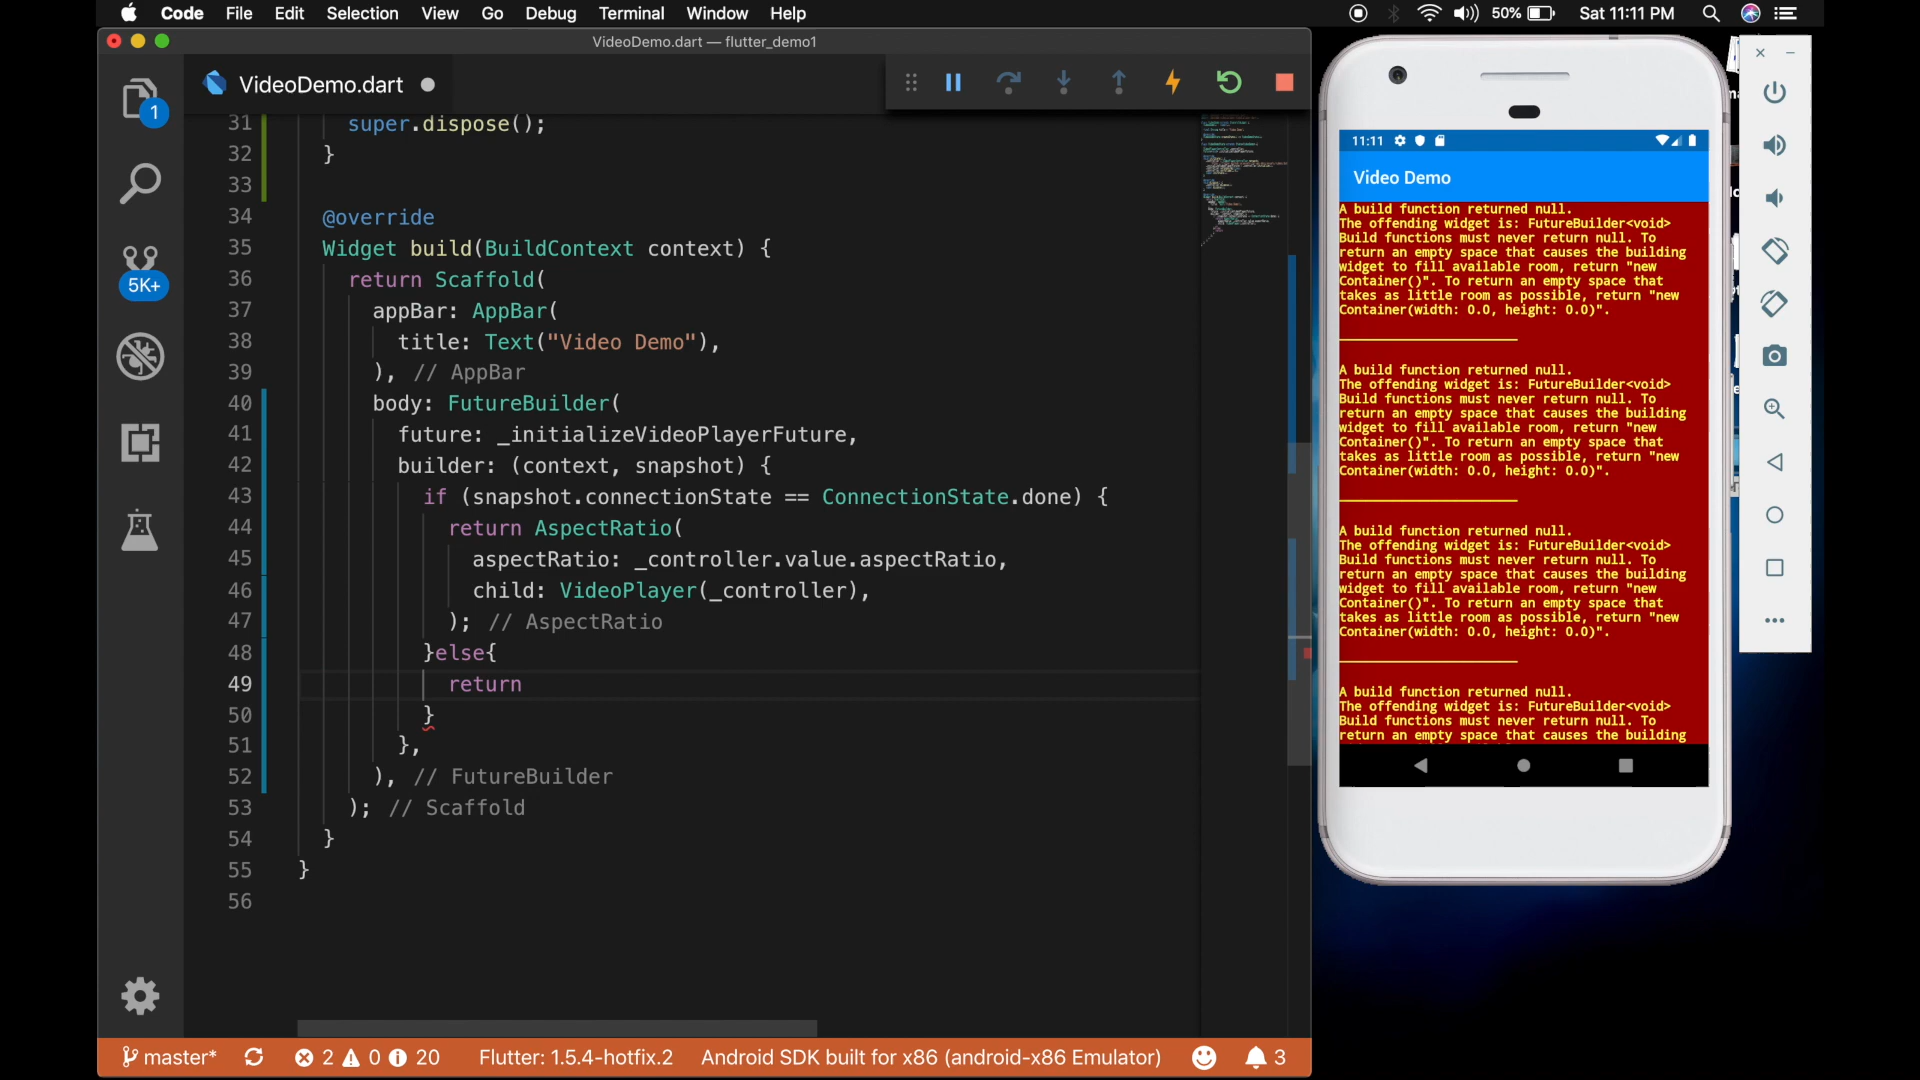 Code File Edit Selection View Go Debug Terminal Window Help 50% Sat 11:11 PM
VideoDemo.dart — flutter_demo1
VideoDemo.dart
1
5K+
31 super.dispose();
32 }
33
34 @override
35 Widget build(BuildContext context) {
36 return Scaffold(
37 appBar: AppBar(
38 title: Text("Video Demo"),
39 ), // AppBar
40 body: FutureBuilder(
41 future: _initializeVideoPlayerFuture,
42 builder: (context, snapshot) {
43 if (snapshot.connectionState == ConnectionState.done) {
44 return AspectRatio(
45 aspectRatio: _controller.value.aspectRatio,
46 child: VideoPlayer(_controller),
47 ); // AspectRatio
48 }else{
49 return
50 }
51 },
52 ), // FutureBuilder
53 ); // Scaffold
54 }
55 }
56
master* 2 0 20 Flutter: 1.5.4-hotfix.2 Android SDK built for x86 (android-x86 Emulator) 3
11:11
Video Demo
A build function returned null.
The offending widget is: FutureBuilder<void>
Build functions must never return null. To
return an empty space that causes the building
widget to fill available room, return "new
Container()". To return an empty space that
takes as little room as possible, return "new
Container(width: 0.0, height: 0.0)".
A build function returned null.
The offending widget is: FutureBuilder<void>
Build functions must never return null. To
return an empty space that causes the building
widget to fill available room, return "new
Container()". To return an empty space that
takes as little room as possible, return "new
Container(width: 0.0, height: 0.0)".
A build function returned null.
The offending widget is: FutureBuilder<void>
Build functions must never return null. To
return an empty space that causes the building
widget to fill available room, return "new
Container()". To return an empty space that
takes as little room as possible, return "new
Container(width: 0.0, height: 0.0)".
A build function returned null.
The offending widget is: FutureBuilder<void>
Build functions must never return null. To
return an empty space that causes the building